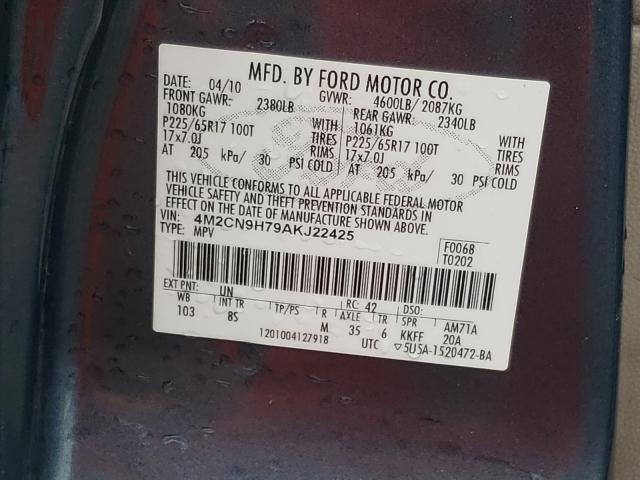 MFD. BY FORD MOTOR CO.
DATE: 04/10 GVWR: 4600LB/ 2087KG
FRONT GAWR: 2380LB REAR GAWR: 2340LB
1080KG WITH 1061KG WITH
P225/65R17 100T TIRES P225/65R17 100T TIRES
17x7.0J RIMS 17x7.0J RIMS
AT 205 kPa/ 30 PSI COLD AT 205 kPa/ 30 PSI COLD
THIS VEHICLE CONFORMS TO ALL APPLICABLE FEDERAL MOTOR
VEHICLE SAFETY AND THEFT PREVENTION STANDARDS IN
EFFECT ON THE DATE OF MANUFACTURE SHOWN ABOVE.
VIN: 4M2CN9H79AKJ22425
TYPE: MPV
F0068
T0202
EXT PNT: UN RC: 42 DSO:
WB INT TR TP/PS R AXLE TR SPR AM71A
103 8S M 35 6 KKFF 20A
1201004127918 UTC ▽5U5A-1520472-BA
Ford